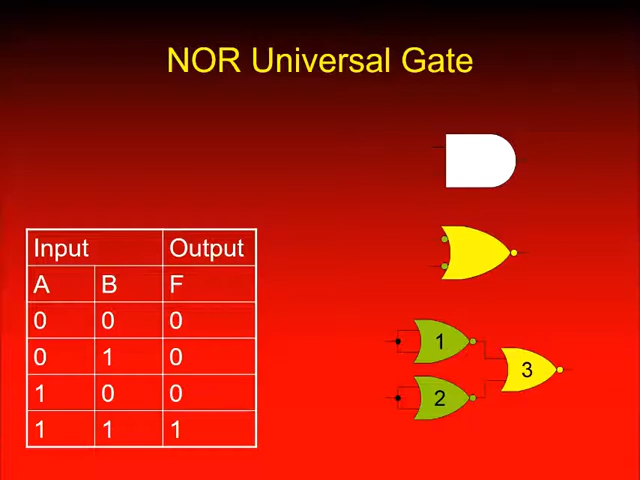 NOR Universal Gate
Input Output
A B F
0 0 0
0 1 0
1 0 0
1 1 1
1
2
3